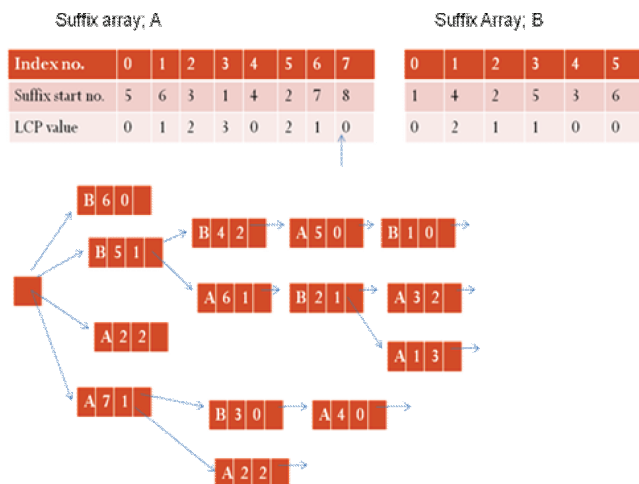 Suffix array; A Suffix Array; B
Index no. 0 1 2 3 4 5 6 7 0 1 2 3 4 5
Suffix start no. 5 6 3 1 4 2 7 8 1 4 2 5 3 6
LCP value 0 1 2 3 0 2 1 0 0 2 1 1 0 0
B 6 0
B 4 2 A 5 0 B 1 0
B 5 1
A 6 1 B 2 1 A 3 2
A 2 2
A 1 3
A 7 1
B 3 0 A 4 0
A 2 2